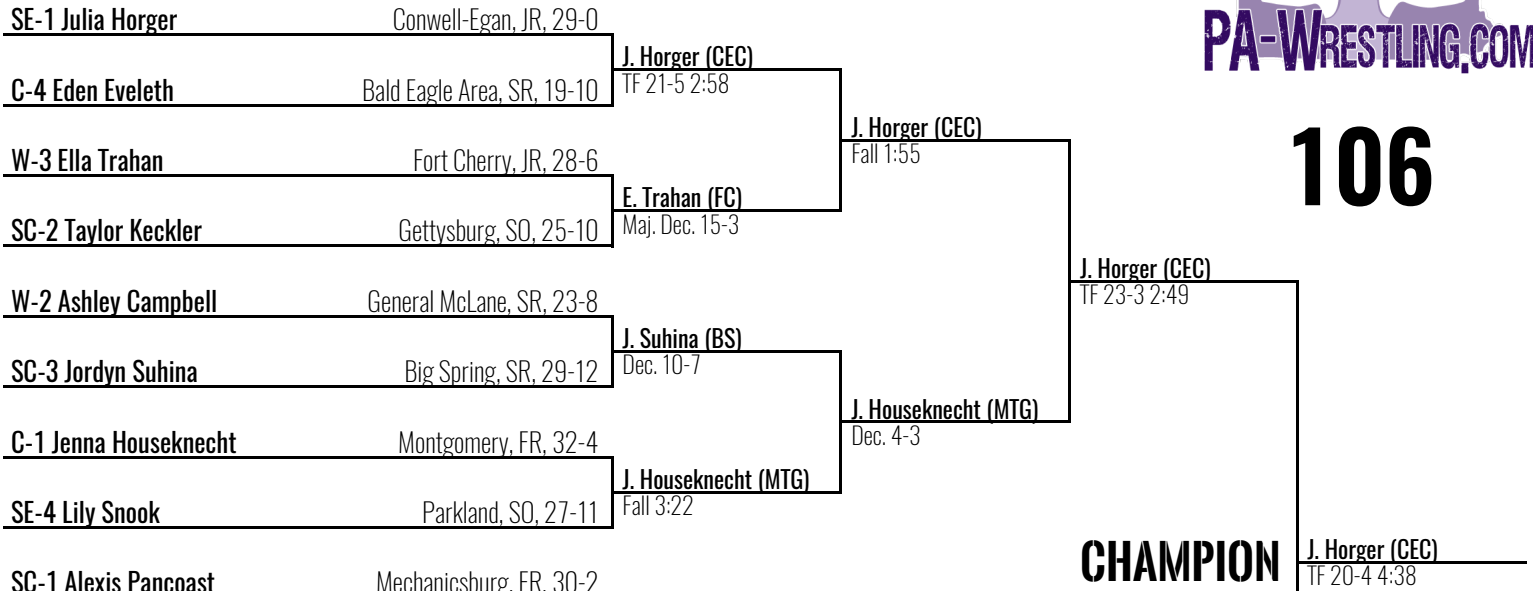 SE-1 Julia Horger Conwell-Egan, JR, 29-0
J. Horger (CEC)
TF 21-5 2:58
C-4 Eden Eveleth Bald Eagle Area, SR, 19-10
J. Horger (CEC)
Fall 1:55
W-3 Ella Trahan Fort Cherry, JR, 28-6
E. Trahan (FC)
Maj. Dec. 15-3
SC-2 Taylor Keckler Gettysburg, SO, 25-10
J. Horger (CEC)
TF 23-3 2:49
W-2 Ashley Campbell General McLane, SR, 23-8
J. Suhina (BS)
Dec. 10-7
SC-3 Jordyn Suhina Big Spring, SR, 29-12
J. Houseknecht (MTG)
Dec. 4-3
C-1 Jenna Houseknecht Montgomery, FR, 32-4
J. Houseknecht (MTG)
Fall 3:22
SE-4 Lily Snook Parkland, SO, 27-11
CHAMPION
J. Horger (CEC)
TF 20-4 4:38
SC-1 Alexis Pancoast Mechanicsburg, FR, 30-2
PA-WRESTLING.COM
106